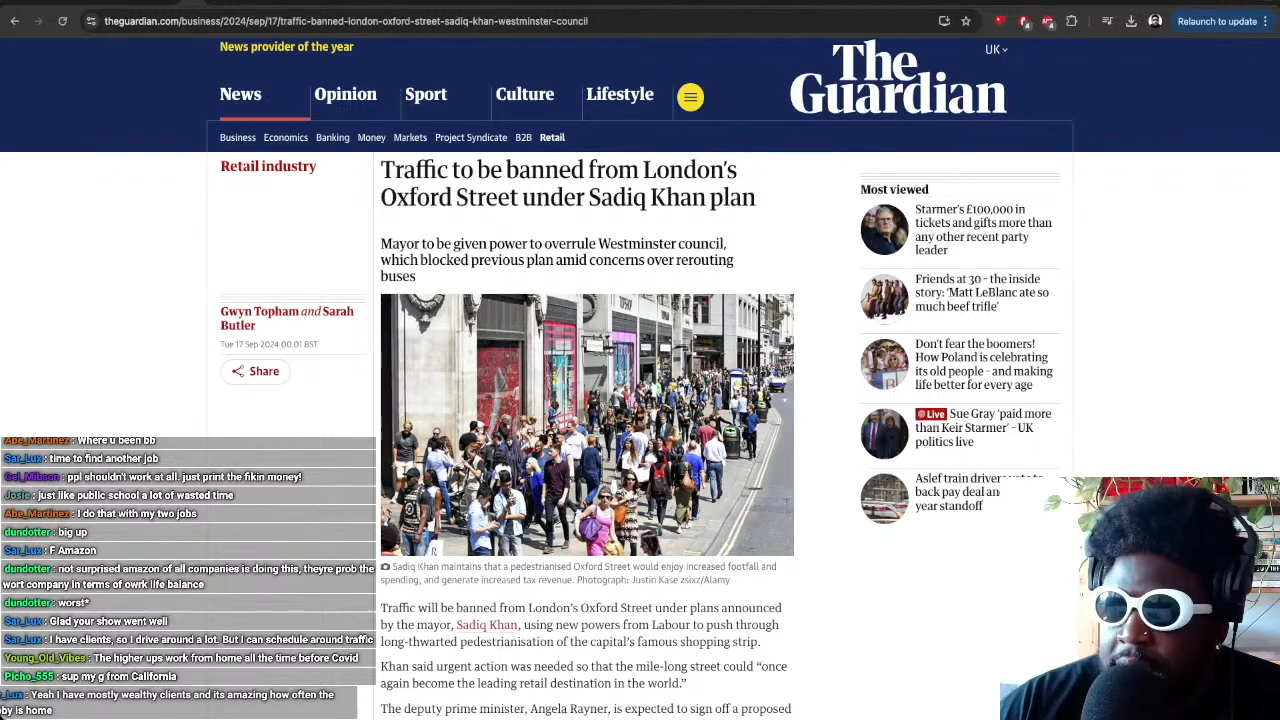 theguardian.com/business/2024/sep/17/traffic-banned-london-oxford-street-sadiq-khan-westminster-council
Relaunch to update
News provider of the year
UK
The
Guardian
News
Opinion
Sport
Culture
Lifestyle
Business
Economics
Banking
Money
Markets
Project Syndicate
B2B
Retail
Retail industry
Traffic to be banned from London's
Oxford Street under Sadiq Khan plan
Mayor to be given power to overrule Westminster council,
which blocked previous plan amid concerns over rerouting
buses
Gwyn Topham and Sarah
Butler
Tue 17 Sep 2024 00.01 BST
Share
Sadiq Khan maintains that a pedestrianised Oxford Street would enjoy increased footfall and
spending, and generate increased tax revenue. Photograph: Justin Kase zsixz/Alamy
Traffic will be banned from London's Oxford Street under plans announced
by the mayor, Sadiq Khan, using new powers from Labour to push through
long-thwarted pedestrianisation of the capital's famous shopping strip.
Khan said urgent action was needed so that the mile-long street could "once
again become the leading retail destination in the world."
The deputy prime minister, Angela Rayner, is expected to sign off a proposed
Most viewed
Starmer's £100,000 in
tickets and gifts more than
any other recent party
leader
Friends at 30 – the inside
story: 'Matt LeBlanc ate so
much beef trifle'
Don't fear the boomers!
How Poland is celebrating
its old people – and making
life better for every age
Live Sue Gray 'paid more
than Keir Starmer' – UK
politics live
Aslef train drivers
back pay deal
year standoff
Abe_Martinez : Where u been bb
Sar_Lux : time to find another job
Gel_Mibson : ppl shouldn't work at all. just print the fikin money!
Josie : just like public school a lot of wasted time
Abe_Martinez : I do that with my two jobs
dundotter : big up
Sar_Lux : F Amazon
dundotter : not surprised amazon of all companies is doing this, theyre prob the
wort company in terms of owrk life balance
dundotter : worst*
Sar_Lux : Glad your show went well
Sar_Lux : I have clients, so I drive around a lot. But I can schedule around traffic
Young_Old_Vibes : The higher ups work from home all the time before Covid
Picho_555 : sup my g from California
_Lux : Yeah I have mostly wealthy clients and its amazing how often the
by is home